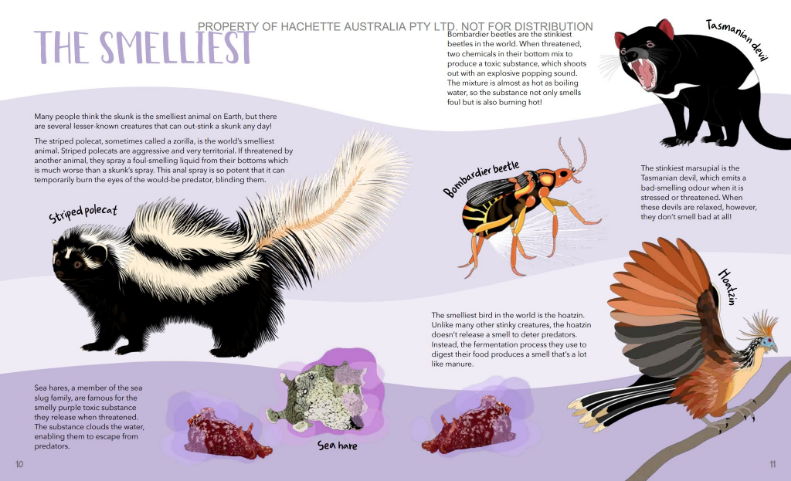 PROPERTY OF HACHETTE AUSTRALIA PTY LTD. NOT FOR DISTRIBUTION
THE SMELLIEST
Many people think the skunk is the smelliest animal on Earth, but there
are several lesser-known creatures that can out-stink a skunk any day!
The striped polecat, sometimes called a zorilla, is the world's smelliest
animal. Striped polecats are aggressive and very territorial. If threatened by
another animal, they spray a foul-smelling liquid from their bottoms which
is much worse than a skunk's spray. This anal spray is so potent that it can
temporarily burn the eyes of the would-be predator, blinding them.
Striped polecat
Sea hares, a member of the sea
slug family, are famous for the
smelly purple toxic substance
they release when threatened.
The substance clouds the water,
enabling them to escape from
predators.
Sea hare
10
Bombardier beetles are the stinkiest
beetles in the world. When threatened,
two chemicals in their bottom mix to
produce a toxic substance, which shoots
out with an explosive popping sound.
The mixture is almost as hot as boiling
water, so the substance not only smells
foul but is also burning hot!
Tasmanian devil
Bombardier beetle
The stinkiest marsupial is the
Tasmanian devil, which emits a
bad-smelling odour when it is
stressed or threatened. When
these devils are relaxed, however,
they don't smell bad at all!
Hoatzin
The smelliest bird in the world is the hoatzin.
Unlike many other stinky creatures, the hoatzin
doesn't release a smell to deter predators.
Instead, the fermentation process they use to
digest their food produces a smell that's a lot
like manure.
11